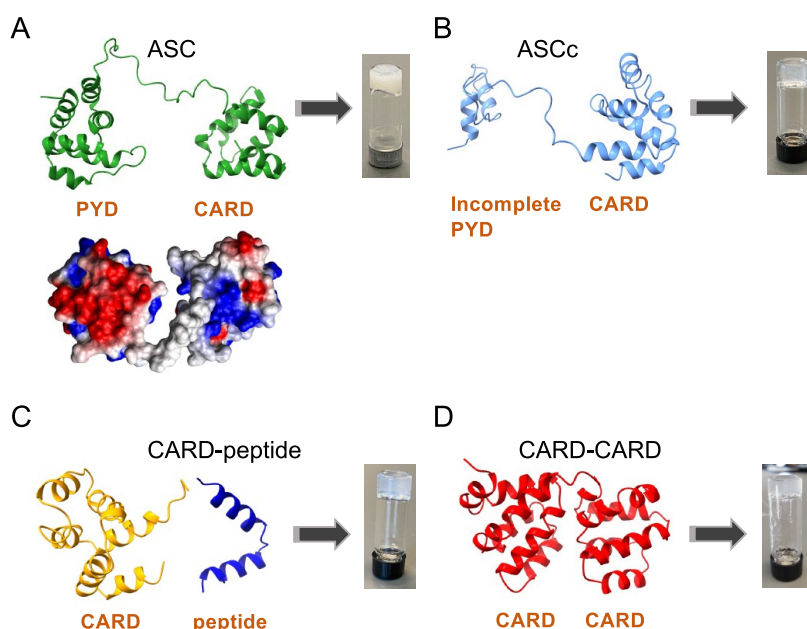 A
ASC
PYD
CARD
B
ASCc
Incomplete
PYD
CARD
C
CARD-peptide
CARD
peptide
D
CARD-CARD
CARD
CARD